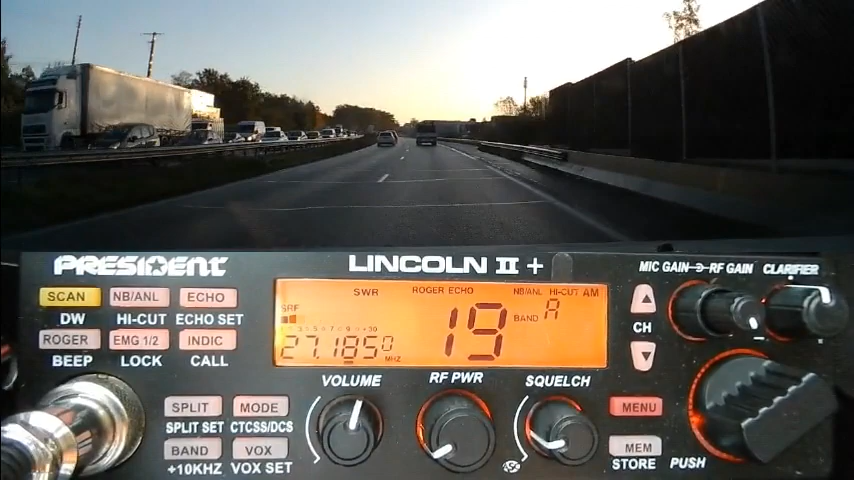 PRESIDENT
LINCOLN II +
MIC GAIN RF GAIN CLARIFIER
SCAN NB/ANL ECHO
DW HI-CUT ECHO SET
ROGER EMG 1/2 INDIC
BEEP LOCK CALL
SWR ROGER ECHO NB/ANL HI-CUT AM
SRF
19 BAND A
27.1850 MHz
CH
VOLUME RF PWR SQUELCH
SPLIT MODE
SPLIT SET CTCSS/DCS
BAND VOX
+10KHZ VOX SET
MENU
MEM
STORE PUSH